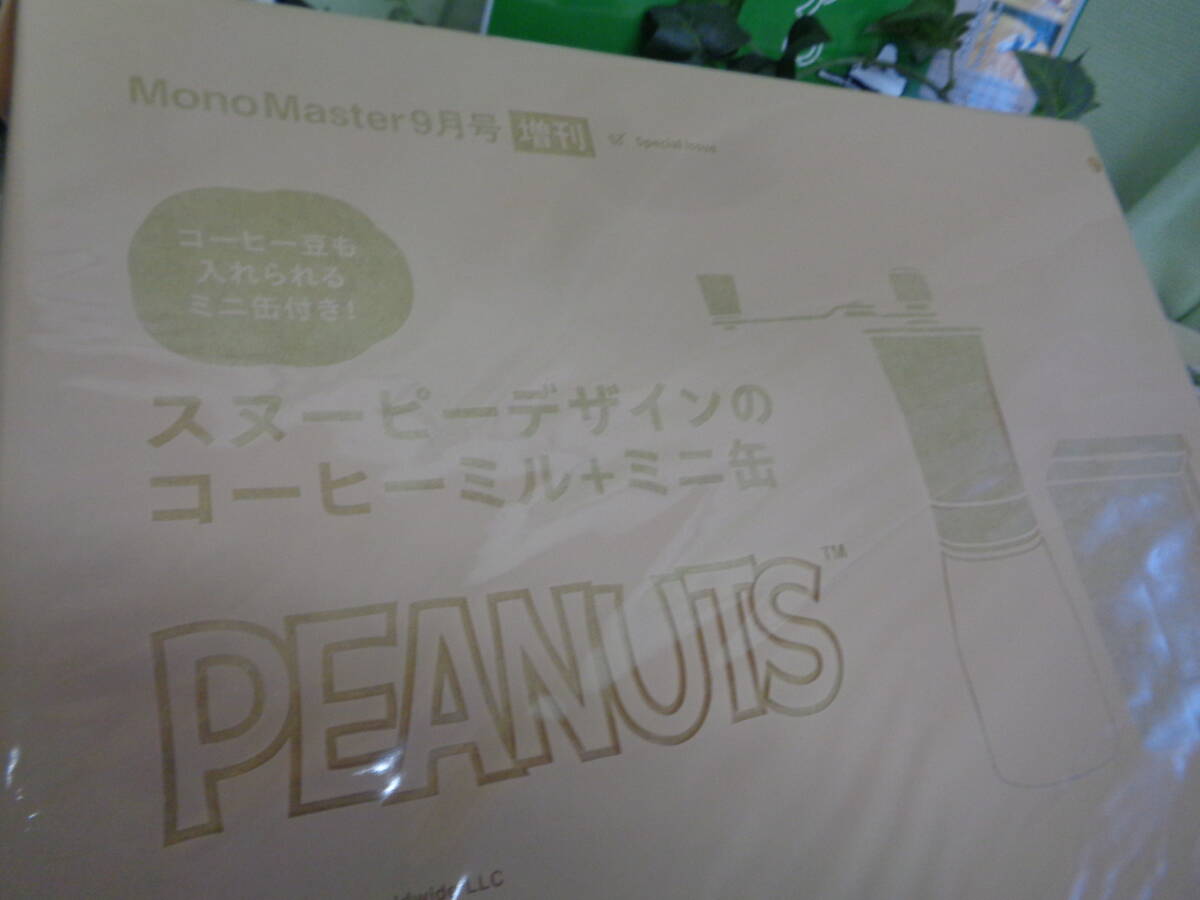 MonoMaster9月号 増刊 Special Issue
コーヒー豆も
入れられる
ミニ缶付き!
スヌーピーデザインの
コーヒーミル+ミニ缶
PEANUTS™
LLC